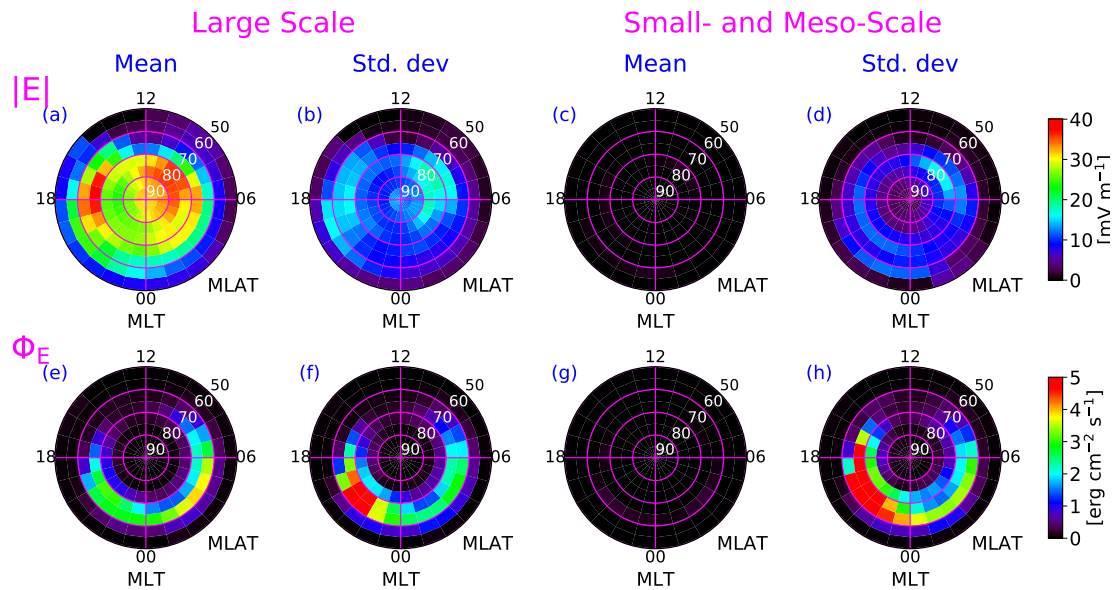 Large Scale Small- and Meso-Scale
Mean Std. dev Mean Std. dev
|E|
(a) 12 50 60 70 80 90 18 06 00 MLAT MLT
(b) 12 50 60 70 80 90 18 06 00 MLAT MLT
(c) 12 50 60 70 80 90 18 06 00 MLAT MLT
(d) 12 50 60 70 80 90 18 06 00 MLAT MLT
40
30
20
10
0
[mV m⁻¹]
Φ_E
(e) 12 50 60 70 80 90 18 06 00 MLAT MLT
(f) 12 50 60 70 80 90 18 06 00 MLAT MLT
(g) 12 50 60 70 80 90 18 06 00 MLAT MLT
(h) 12 50 60 70 80 90 18 06 00 MLAT MLT
5
4
3
2
1
0
[erg cm⁻² s⁻¹]